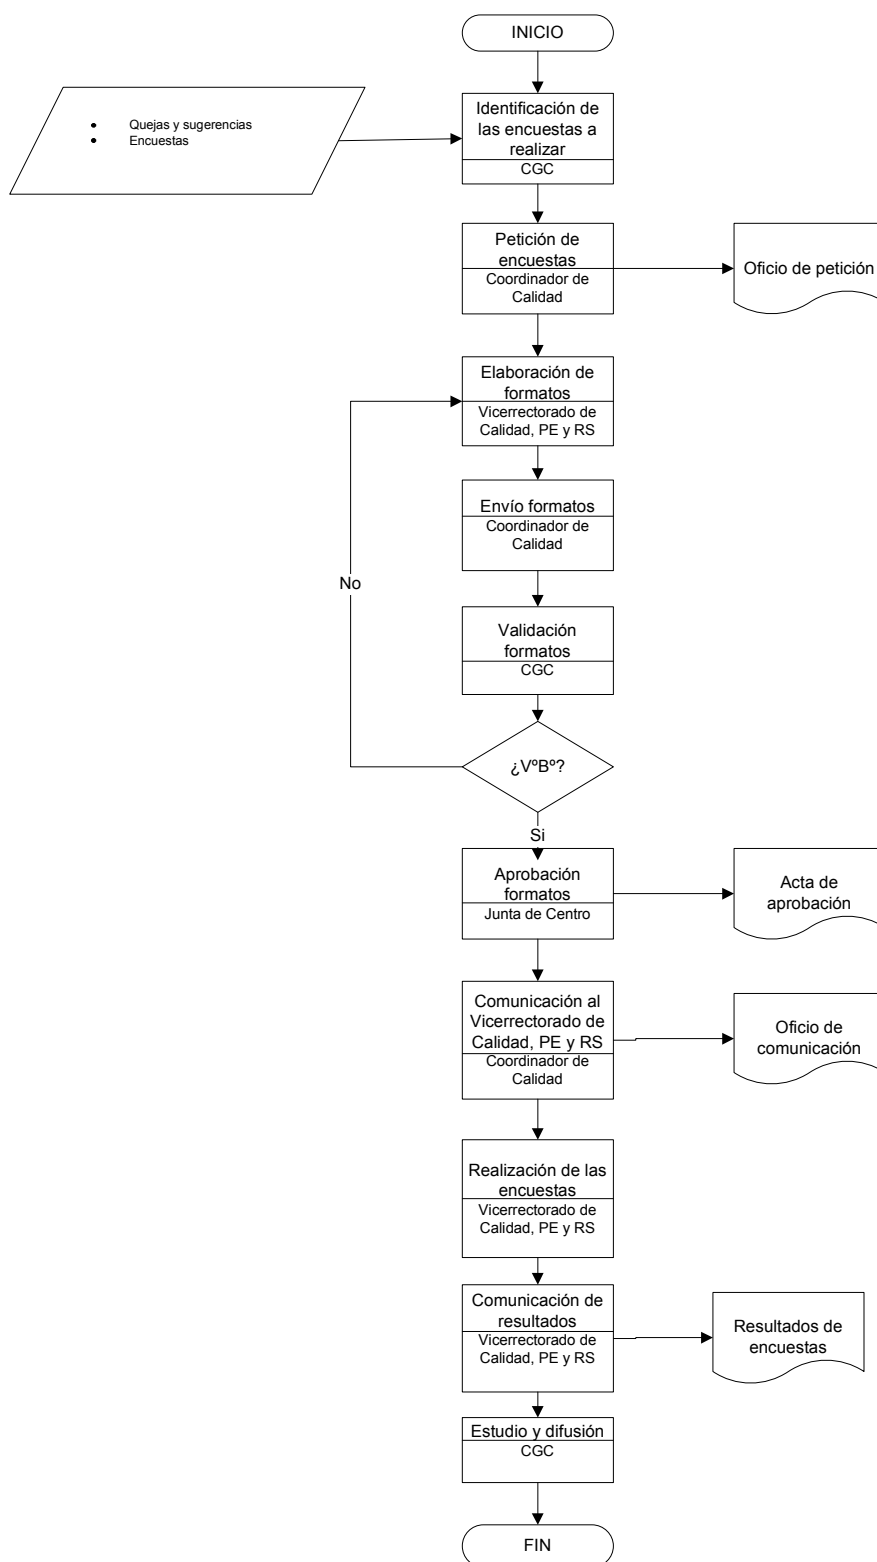 INICIO
• Quejas y sugerencias
• Encuestas
Identificación de
las encuestas a
realizar
CGC
Petición de
encuestas
Coordinador de
Calidad
Oficio de petición
Elaboración de
formatos
Vicerrectorado de
Calidad, PE y RS
Envío formatos
Coordinador de
Calidad
No
Validación
formatos
CGC
¿VºBº?
Si
Aprobación
formatos
Junta de Centro
Acta de
aprobación
Comunicación al
Vicerrectorado de
Calidad, PE y RS
Coordinador de
Calidad
Oficio de
comunicación
Realización de las
encuestas
Vicerrectorado de
Calidad, PE y RS
Comunicación de
resultados
Vicerrectorado de
Calidad, PE y RS
Resultados de
encuestas
Estudio y difusión
CGC
FIN